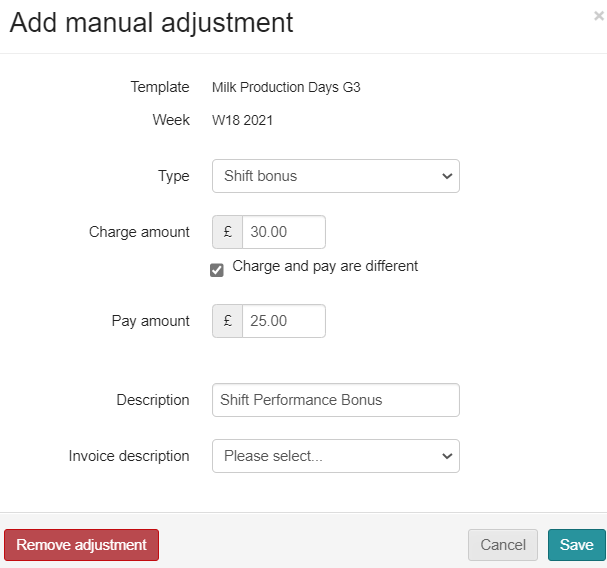 Add manual adjustment
×
Template Milk Production Days G3
Week W18 2021
Type Shift bonus
Charge amount £ 30.00
Charge and pay are different
Pay amount £ 25.00
Description Shift Performance Bonus
Invoice description Please select...
Remove adjustment Cancel Save